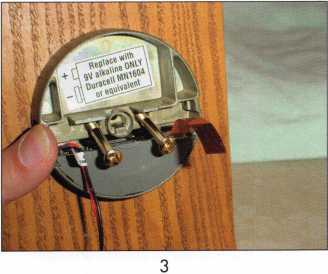 Replace with
9V alkaline ONLY
Duracell MN1604
or equivalent
+
−
3